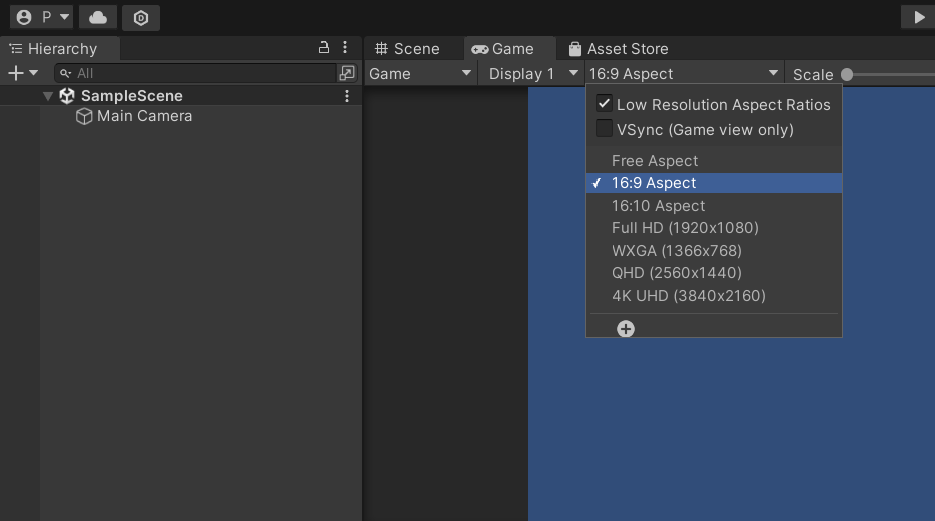 P
Hierarchy
Scene
Game
Asset Store
All
Game
Display 1
16:9 Aspect
Scale
SampleScene
Main Camera
Low Resolution Aspect Ratios
VSync (Game view only)
Free Aspect
16:9 Aspect
16:10 Aspect
Full HD (1920x1080)
WXGA (1366x768)
QHD (2560x1440)
4K UHD (3840x2160)